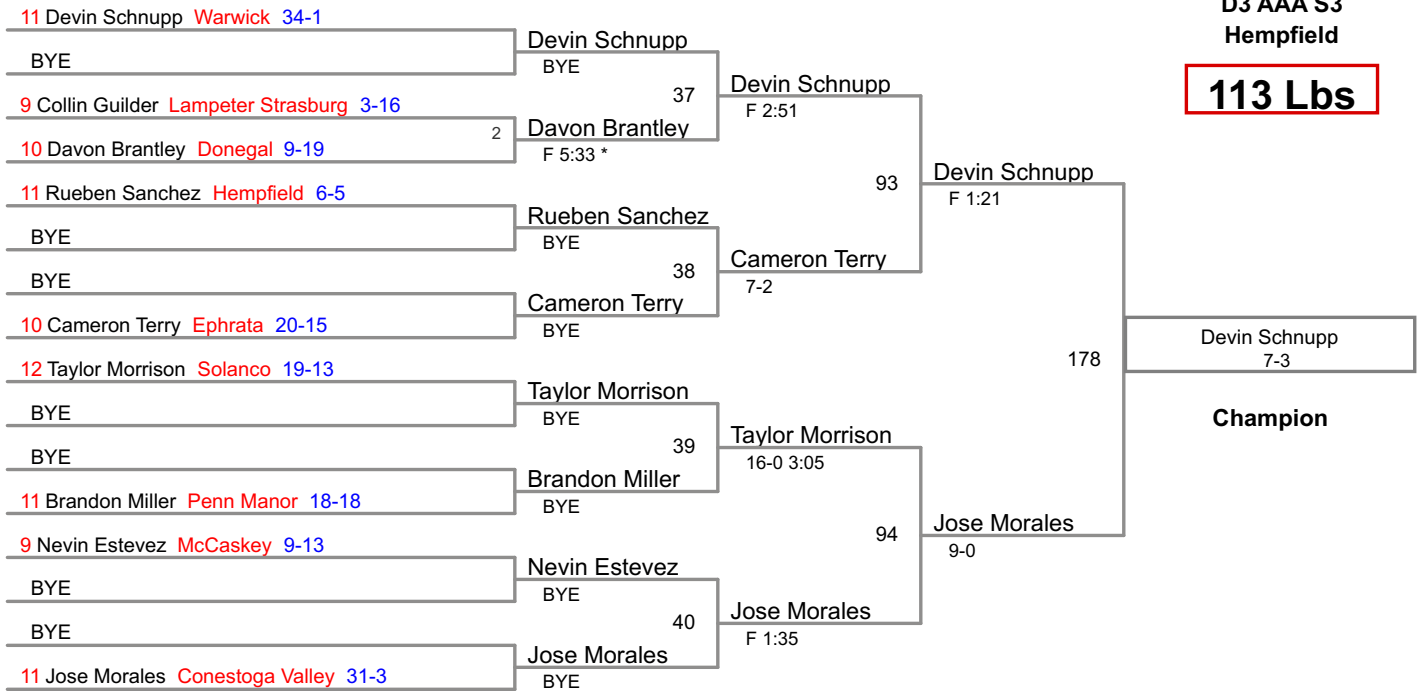 D3 AAA S3
Hempfield
113 Lbs
11 Devin Schnupp Warwick 34-1
BYE
9 Collin Guilder Lampeter Strasburg 3-16
10 Davon Brantley Donegal 9-19
11 Rueben Sanchez Hempfield 6-5
BYE
BYE
10 Cameron Terry Ephrata 20-15
12 Taylor Morrison Solanco 19-13
BYE
BYE
11 Brandon Miller Penn Manor 18-18
9 Nevin Estevez McCaskey 9-13
BYE
BYE
11 Jose Morales Conestoga Valley 31-3
2
Devin Schnupp
BYE
Davon Brantley
F 5:33 *
Rueben Sanchez
BYE
Cameron Terry
BYE
Taylor Morrison
BYE
Brandon Miller
BYE
Nevin Estevez
BYE
Jose Morales
BYE
37
38
39
40
Devin Schnupp
F 2:51
Cameron Terry
7-2
Taylor Morrison
16-0 3:05
Jose Morales
F 1:35
93
94
Devin Schnupp
F 1:21
Jose Morales
9-0
178
Devin Schnupp
7-3
Champion